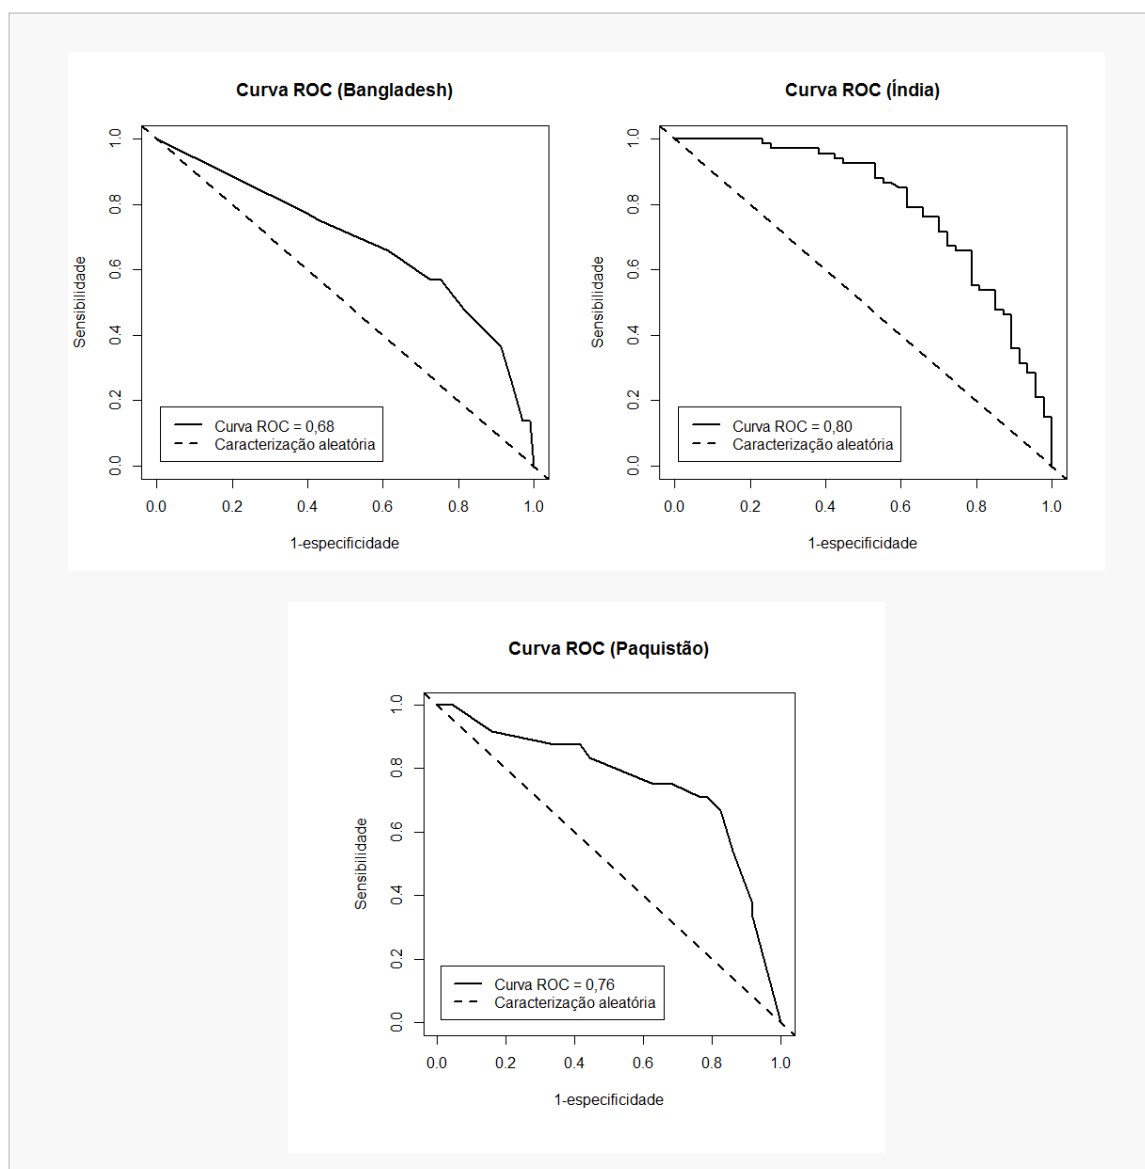 Curva ROC (Bangladesh)
Sensibilidade
1.0
0.8
0.6
0.4
0.2
0.0
Curva ROC = 0,68
Caracterização aleatória
0.0 0.2 0.4 0.6 0.8 1.0
1-especificidade
Curva ROC (Índia)
Sensibilidade
1.0
0.8
0.6
0.4
0.2
0.0
Curva ROC = 0,80
Caracterização aleatória
0.0 0.2 0.4 0.6 0.8 1.0
1-especificidade
Curva ROC (Paquistão)
Sensibilidade
1.0
0.8
0.6
0.4
0.2
0.0
Curva ROC = 0,76
Caracterização aleatória
0.0 0.2 0.4 0.6 0.8 1.0
1-especificidade